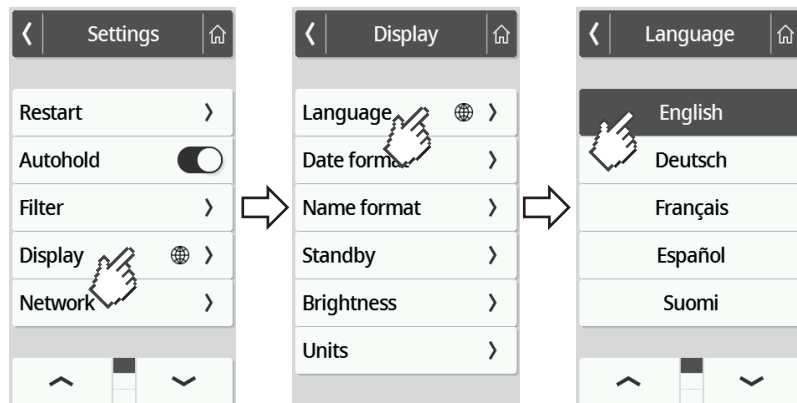 Settings
Restart
Autohold
Filter
Display
Network
Display
Language
Date format
Name format
Standby
Brightness
Units
Language
English
Deutsch
Français
Español
Suomi